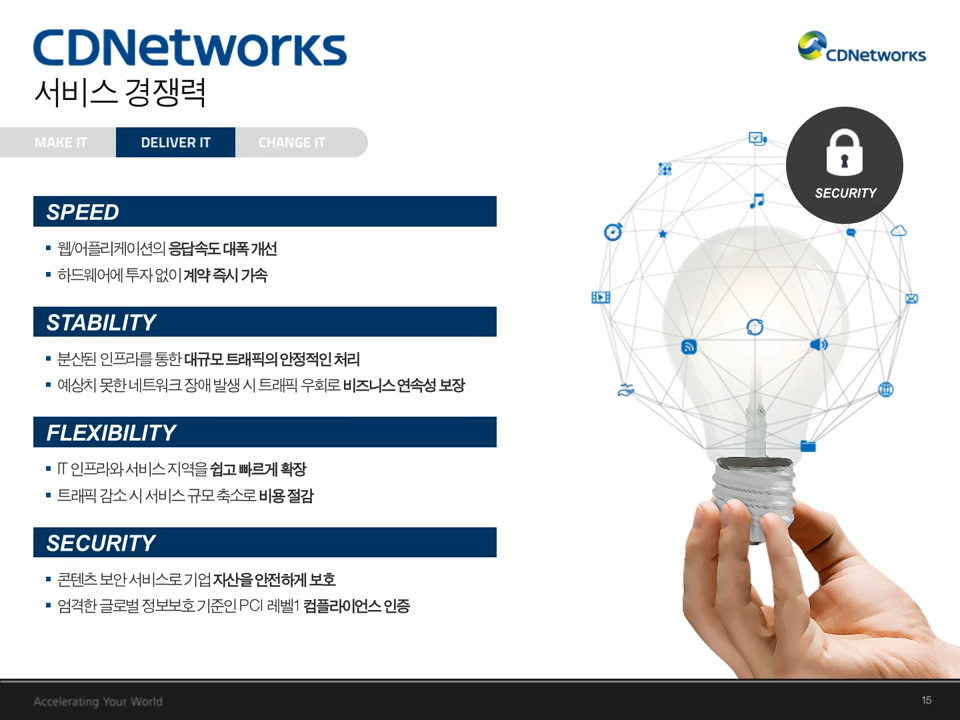 CDNetworks
CDNetworks
서비스 경쟁력
MAKE IT
DELIVER IT
CHANGE IT
SECURITY
SPEED
웹/어플리케이션의 응답속도 대폭 개선
하드웨어에 투자 없이 계약 즉시 가속
STABILITY
분산된 인프라를 통한 대규모 트래픽의 안정적인 처리
예상치 못한 네트워크 장애 발생 시 트래픽 우회로 비즈니스 연속성 보장
FLEXIBILITY
IT 인프라와 서비스 지역을 쉽고 빠르게 확장
트래픽 감소 시 서비스 규모 축소로 비용 절감
SECURITY
콘텐츠 보안 서비스로 기업 자산을 안전하게 보호
엄격한 글로벌 정보보호 기준인 PCI 레벨1 컴플라이언스 인증
Accelerating Your World
15